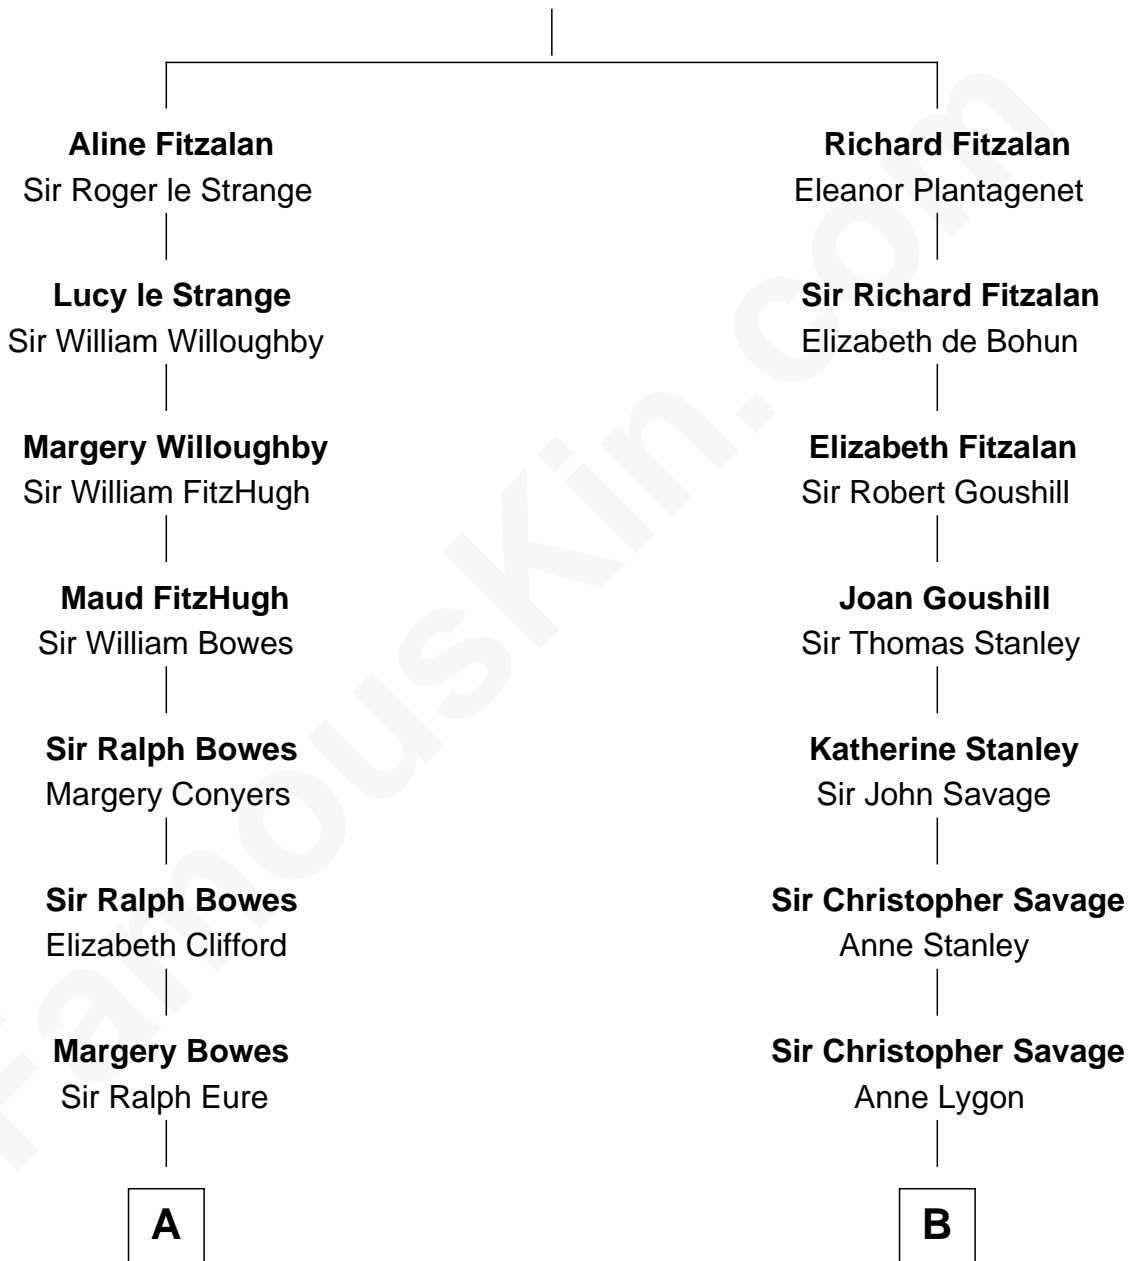 Aline Fitzalan
Sir Roger le Strange
Richard Fitzalan
Eleanor Plantagenet
Lucy le Strange
Sir William Willoughby
Sir Richard Fitzalan
Elizabeth de Bohun
Margery Willoughby
Sir William FitzHugh
Elizabeth Fitzalan
Sir Robert Goushill
Maud FitzHugh
Sir William Bowes
Joan Goushill
Sir Thomas Stanley
Sir Ralph Bowes
Margery Conyers
Katherine Stanley
Sir John Savage
Sir Ralph Bowes
Elizabeth Clifford
Sir Christopher Savage
Anne Stanley
Margery Bowes
Sir Ralph Eure
Sir Christopher Savage
Anne Lygon
A
B
FamousKin.com